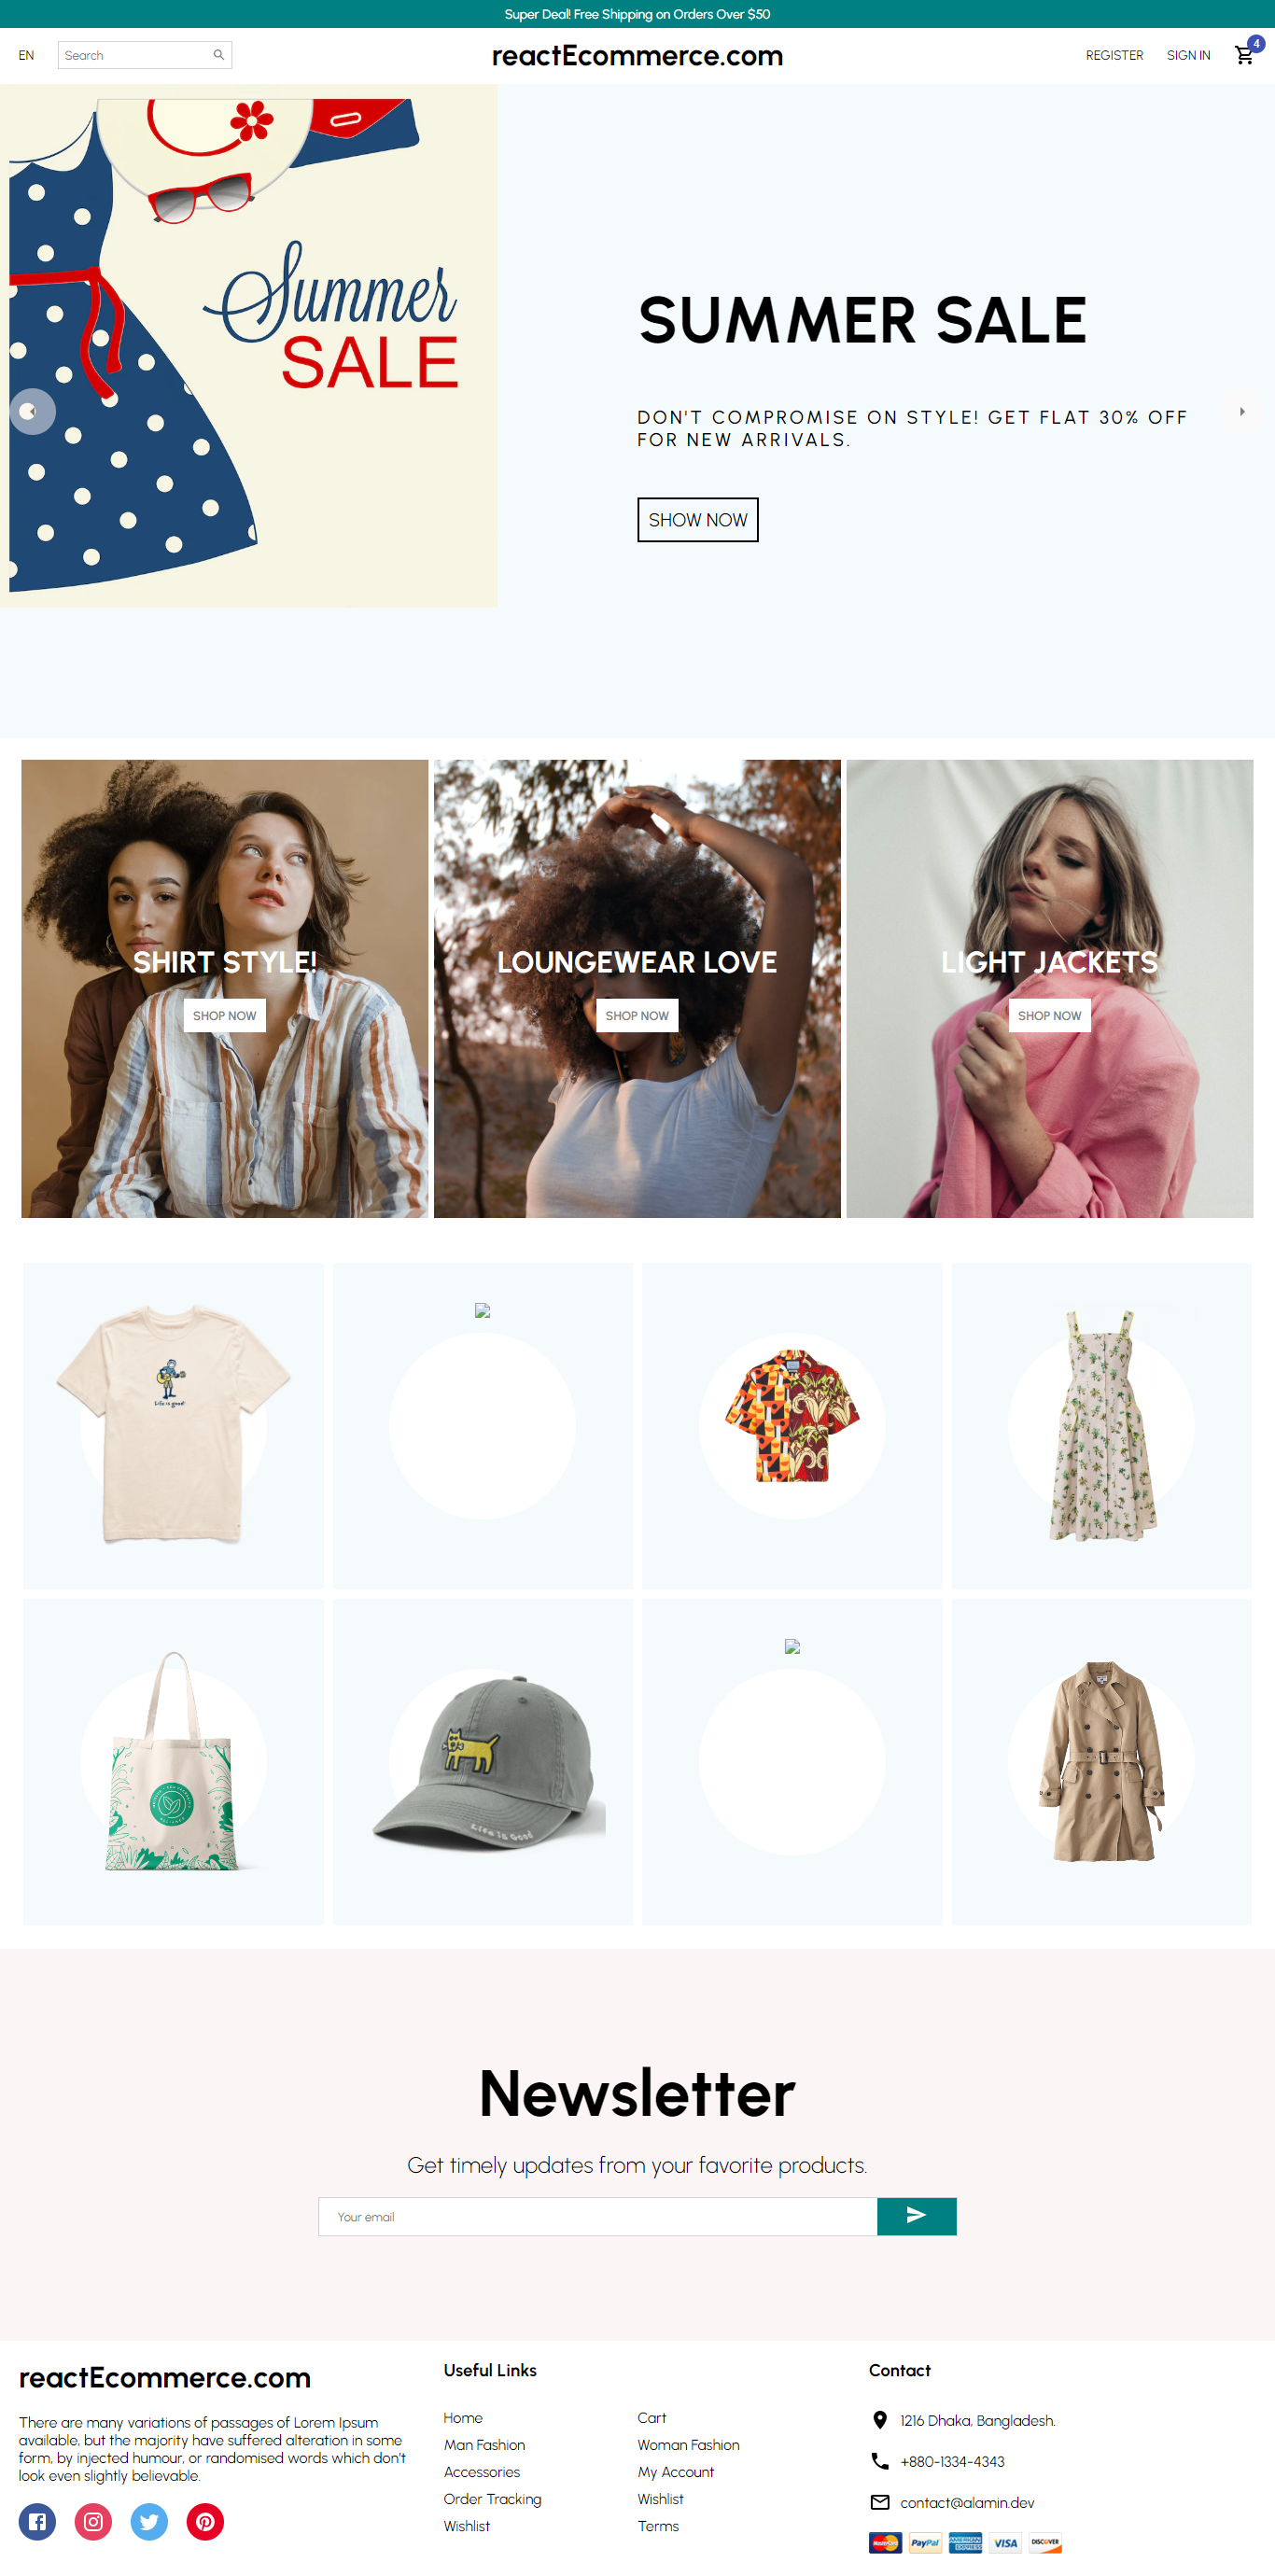 Super Deal! Free Shipping on Orders Over $50
EN
Search
reactEcommerce.com
REGISTER
SIGN IN
4
Summer
SALE
SUMMER SALE
DON'T COMPROMISE ON STYLE! GET FLAT 30% OFF
FOR NEW ARRIVALS.
SHOW NOW
SHIRT STYLE!
SHOP NOW
LOUNGEWEAR LOVE
SHOP NOW
LIGHT JACKETS
SHOP NOW
Life is good
Life is Good
Newsletter
Get timely updates from your favorite products.
Your email
reactEcommerce.com
There are many variations of passages of Lorem Ipsum
available, but the majority have suffered alteration in some
form, by injected humour, or randomised words which don't
look even slightly believable.
Useful Links
Home
Cart
Man Fashion
Woman Fashion
Accessories
My Account
Order Tracking
Wishlist
Wishlist
Terms
Contact
1216 Dhaka, Bangladesh.
+880-1334-4343
contact@alamin.dev
MasterCard
PayPal
AMERICAN EXPRESS
VISA
DISCOVER